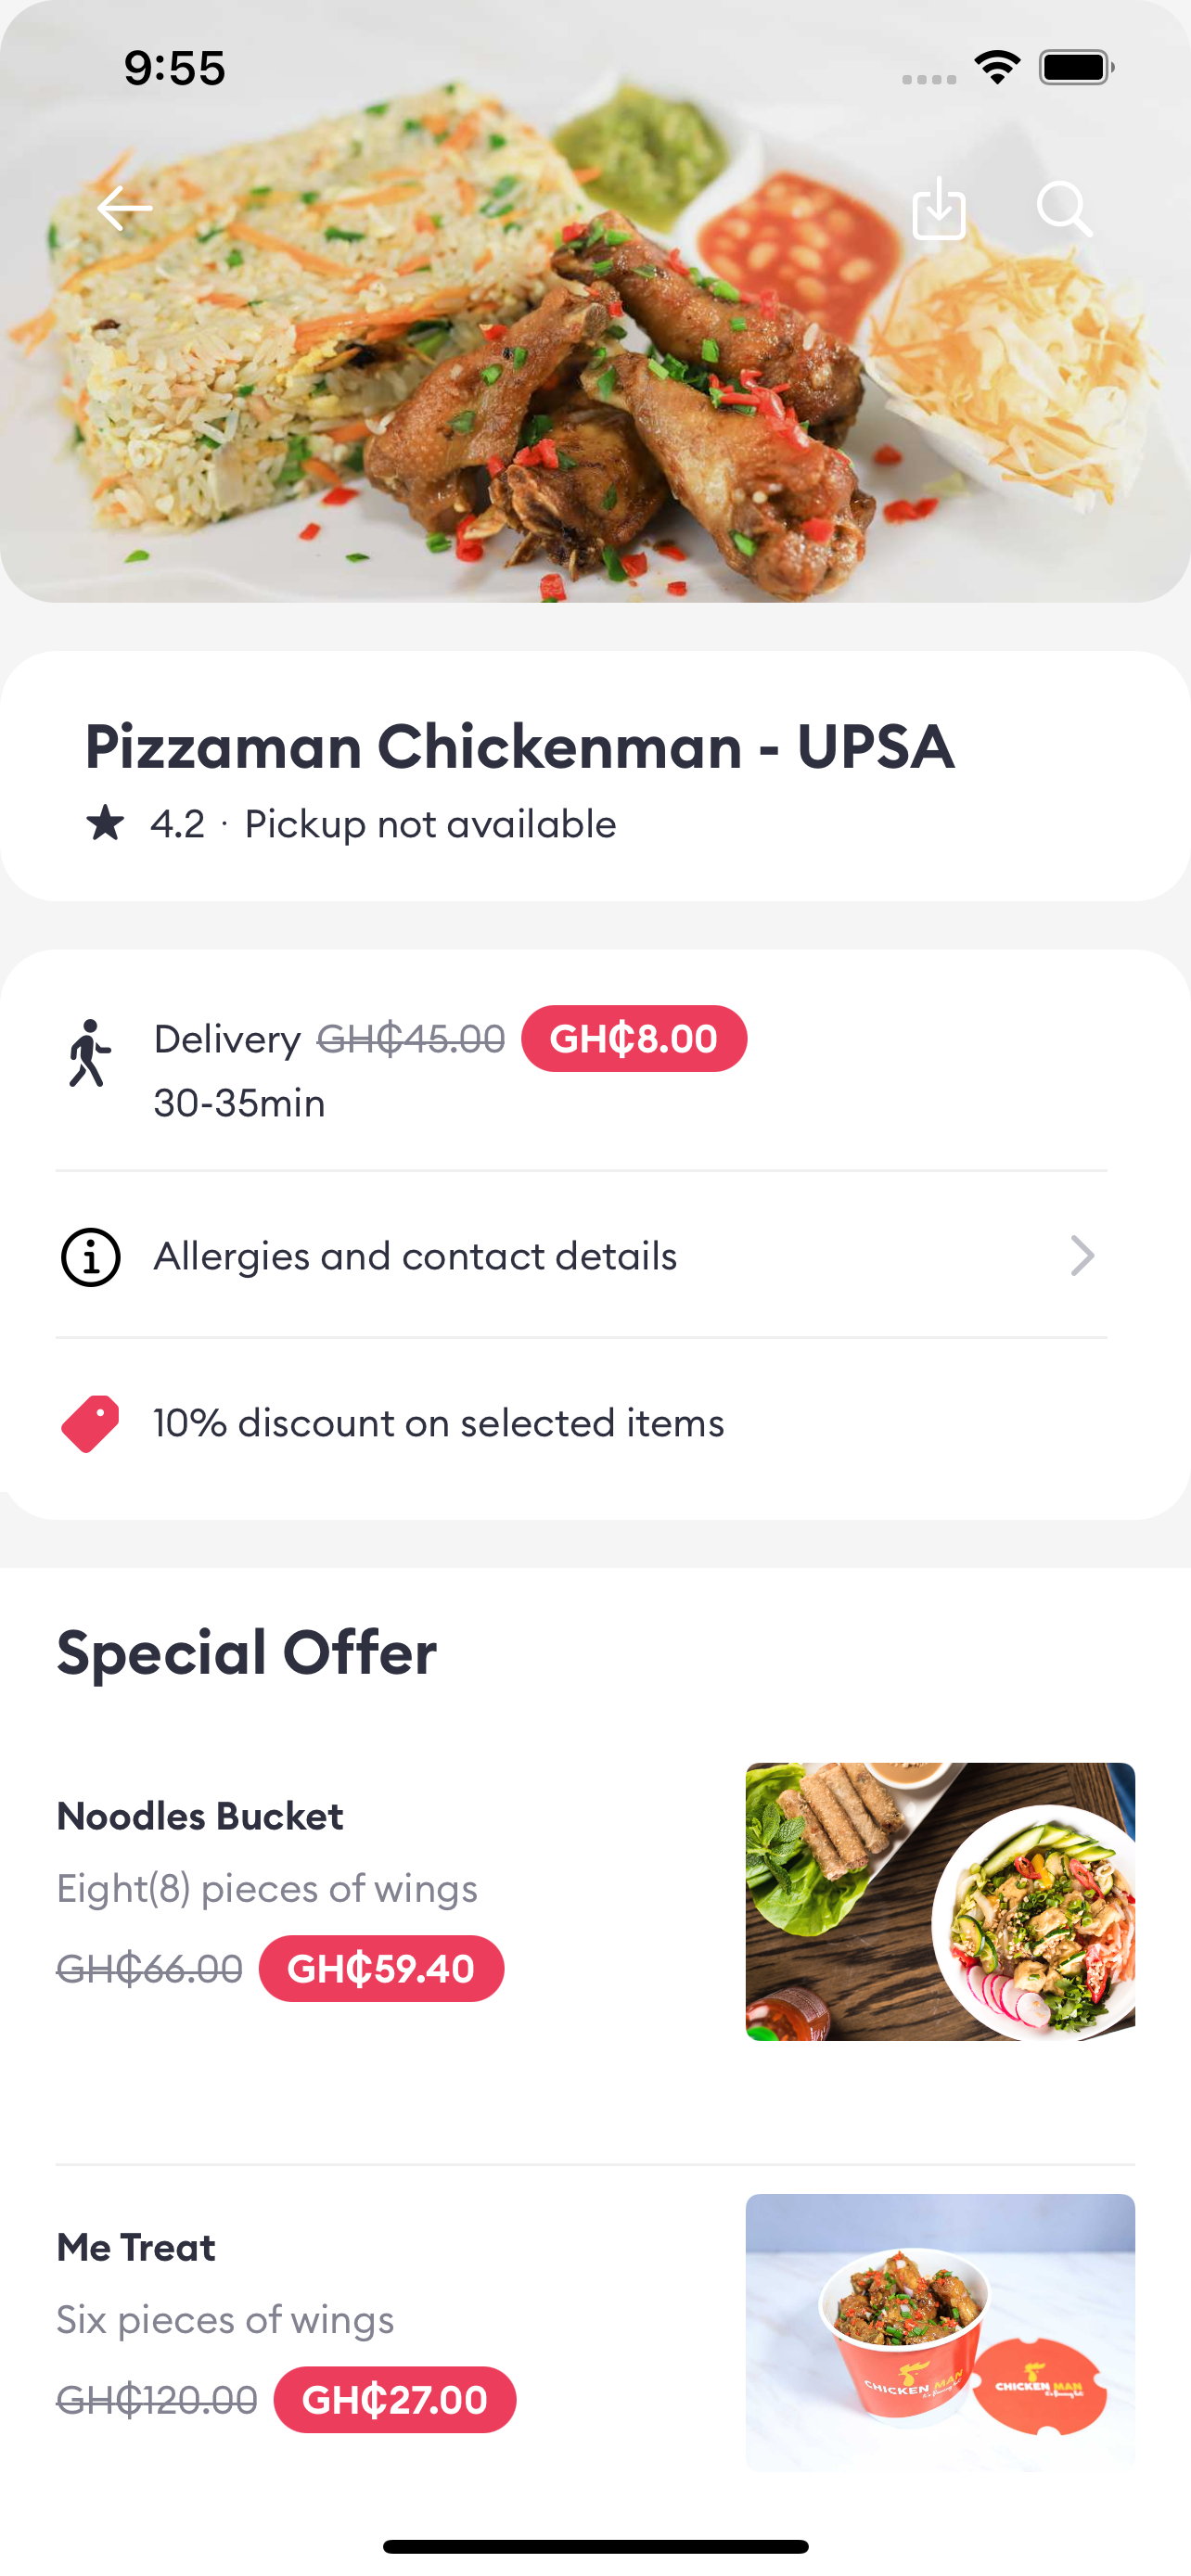 9:55
Pizzaman Chickenman - UPSA
4.2 · Pickup not available
Delivery GH₵45.00 GH₵8.00
30-35min
Allergies and contact details
10% discount on selected items
Special Offer
Noodles Bucket
Eight(8) pieces of wings
GH₵66.00 GH₵59.40
Me Treat
Six pieces of wings
GH₵120.00 GH₵27.00
CHICKEN MAN
CHICKEN MAN